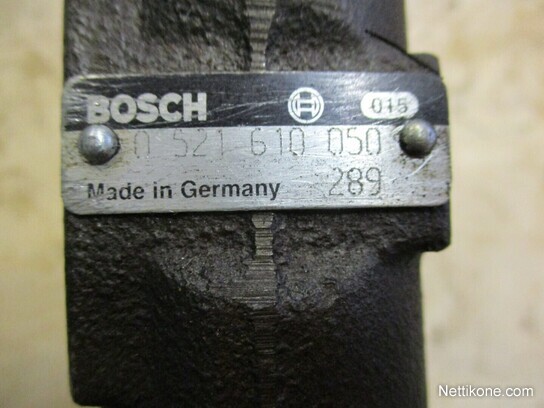 BOSCH 015
0 521 610 050
Made in Germany 289
Nettikone.com